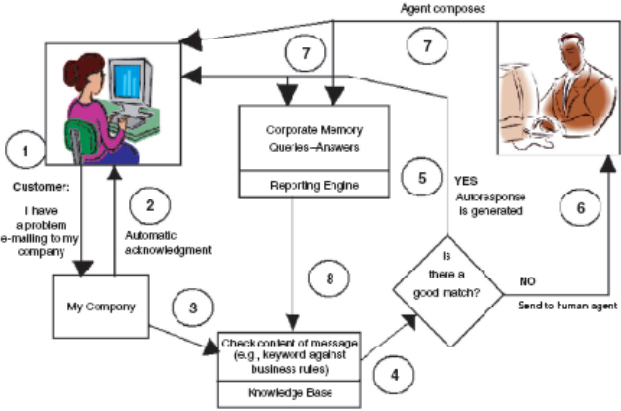 Agent composes
7
7
Corporate Memory
Queries–Answers
Reporting Engine
1
Customer:
I have
a problem
e-mailing to my
company
2
Automatic
acknowledgment
5
YES
Autoresponse
is generated
6
Is
there a
good match?
NO
Send to human agent
My Company
3
8
Check content of message
(e.g., keyword against
business rules)
Knowledge Base
4